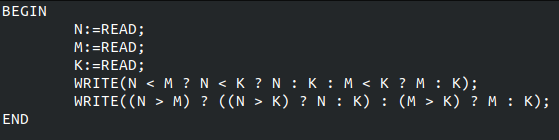 BEGIN
N:=READ;
M:=READ;
K:=READ;
WRITE(N < M ? N < K ? N : K : M < K ? M : K);
WRITE((N > M) ? ((N > K) ? N : K) : (M > K) ? M : K);
END